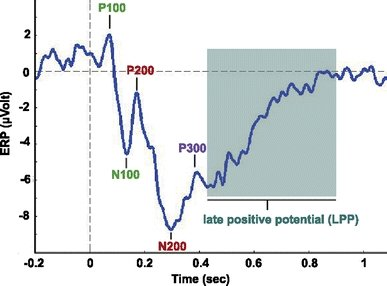 P100
2
P200
0
-2
ERP (µVolt)
-4
N100
P300
-6
-8
N200
late positive potential (LPP)
-0.2 0 0.2 0.4 0.6 0.8 1
Time (sec)